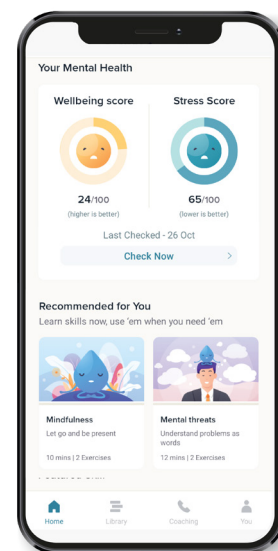 Your Mental Health
Wellbeing score
Stress Score
24/100
65/100
(higher is better)
(lower is better)
Last Checked - 26 Oct
Check Now
Recommended for You
Learn skills now, use 'em when you need 'em
Mindfulness
Let go and be present
10 mins | 2 Exercises
Mental threats
Understand problems as
words
12 mins | 2 Exercises
Home
Library
Coaching
You